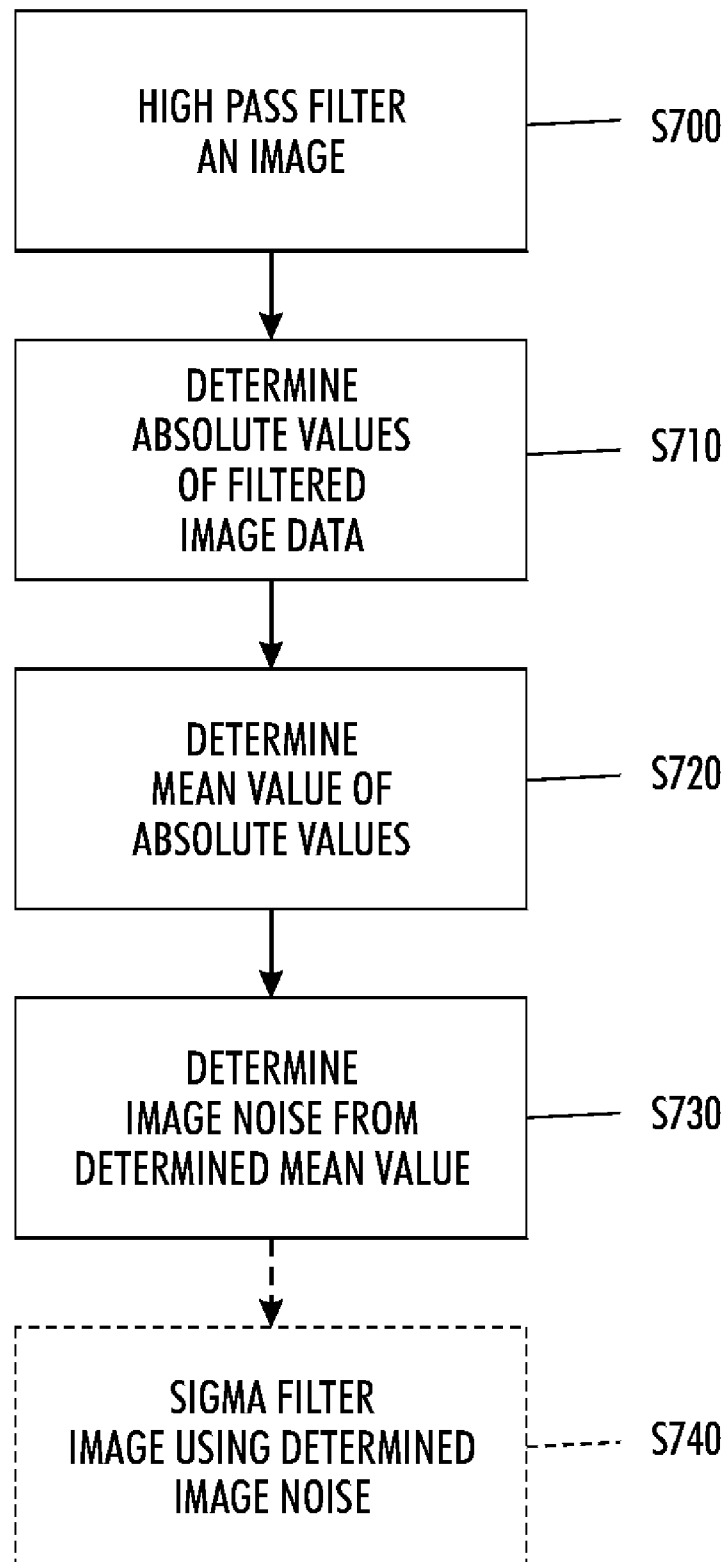 HIGH PASS FILTER
AN IMAGE
S700
DETERMINE
ABSOLUTE VALUES
OF FILTERED
IMAGE DATA
S710
DETERMINE
MEAN VALUE OF
ABSOLUTE VALUES
S720
DETERMINE
IMAGE NOISE FROM
DETERMINED MEAN VALUE
S730
SIGMA FILTER
IMAGE USING DETERMINED
IMAGE NOISE
S740